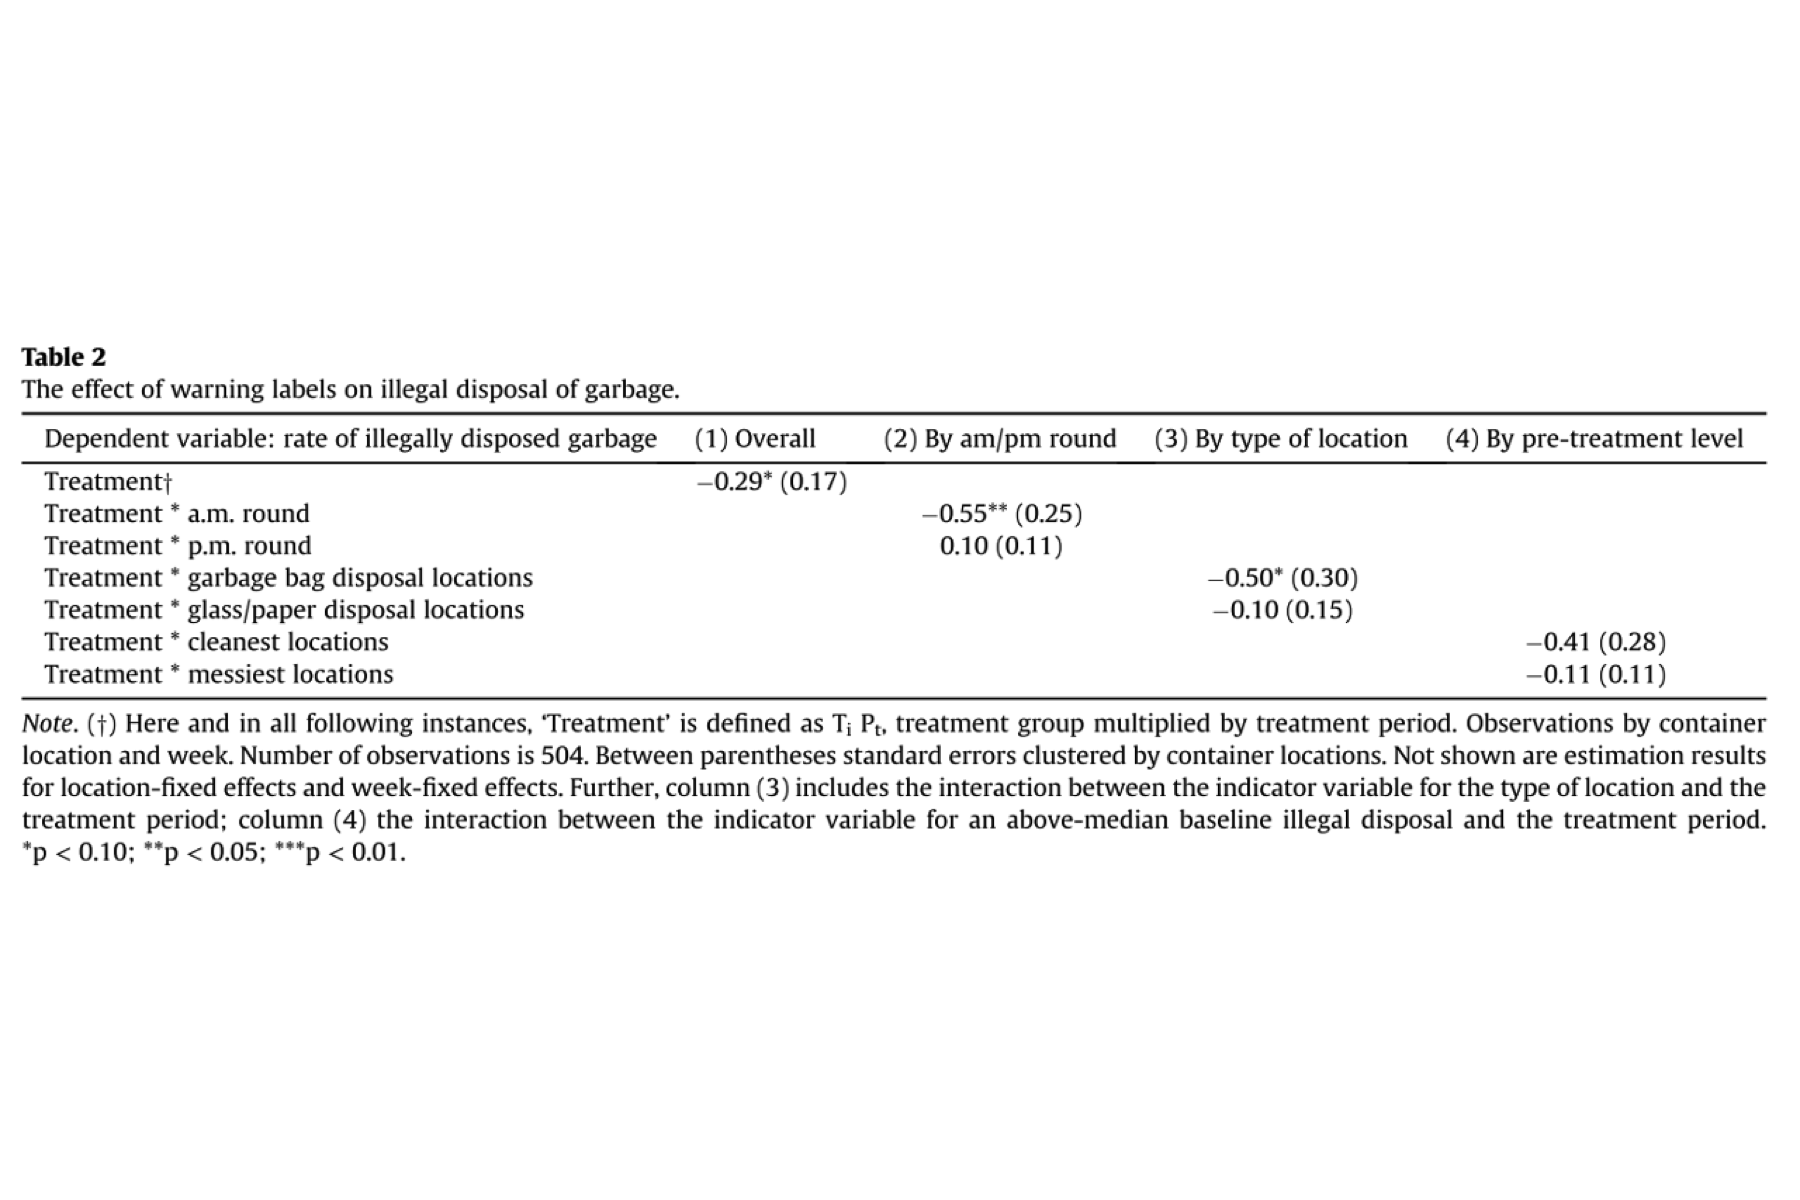 Table 2
The effect of warning labels on illegal disposal of garbage.
Dependent variable: rate of illegally disposed garbage (1) Overall (2) By am/pm round (3) By type of location (4) By pre-treatment level
Treatment† −0.29* (0.17)
Treatment * a.m. round −0.55** (0.25)
Treatment * p.m. round 0.10 (0.11)
Treatment * garbage bag disposal locations −0.50* (0.30)
Treatment * glass/paper disposal locations −0.10 (0.15)
Treatment * cleanest locations −0.41 (0.28)
Treatment * messiest locations −0.11 (0.11)
Note. (†) Here and in all following instances, ‘Treatment’ is defined as Ti Pt, treatment group multiplied by treatment period. Observations by container
location and week. Number of observations is 504. Between parentheses standard errors clustered by container locations. Not shown are estimation results
for location-fixed effects and week-fixed effects. Further, column (3) includes the interaction between the indicator variable for the type of location and the
treatment period; column (4) the interaction between the indicator variable for an above-median baseline illegal disposal and the treatment period.
*p < 0.10; **p < 0.05; ***p < 0.01.